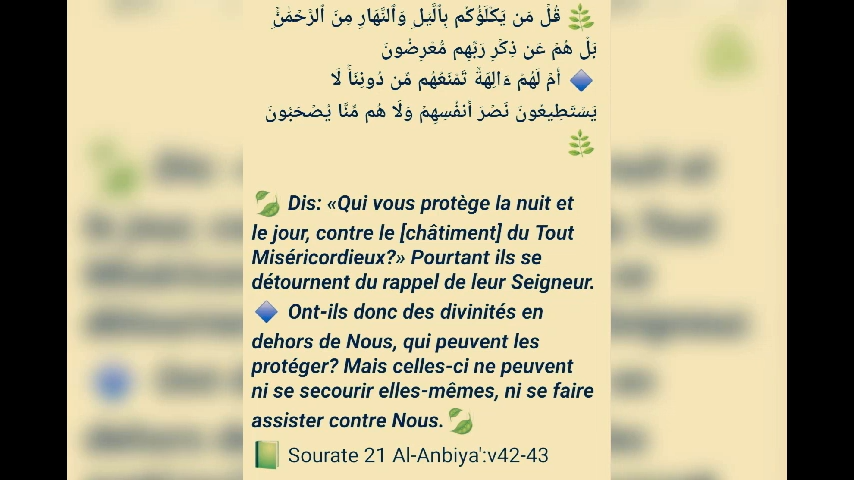 قُلۡ مَن يَكۡلَؤُكُم بِٱلَّيۡلِ وَٱلنَّهَارِ مِنَ ٱلرَّحۡمَٰنِۚ
بَلۡ هُمۡ عَن ذِكۡرِ رَبِّهِم مُّعۡرِضُونَ
أَمۡ لَهُمۡ ءَالِهَةٞ تَمۡنَعُهُم مِّن دُونِنَاۚ لَا
يَسۡتَطِيعُونَ نَصۡرَ أَنفُسِهِمۡ وَلَا هُم مِّنَّا يُصۡحَبُونَ
Dis: «Qui vous protège la nuit et
le jour, contre le [châtiment] du Tout
Miséricordieux?» Pourtant ils se
détournent du rappel de leur Seigneur.
Ont-ils donc des divinités en
dehors de Nous, qui peuvent les
protéger? Mais celles-ci ne peuvent
ni se secourir elles-mêmes, ni se faire
assister contre Nous.
Sourate 21 Al-Anbiya':v42-43